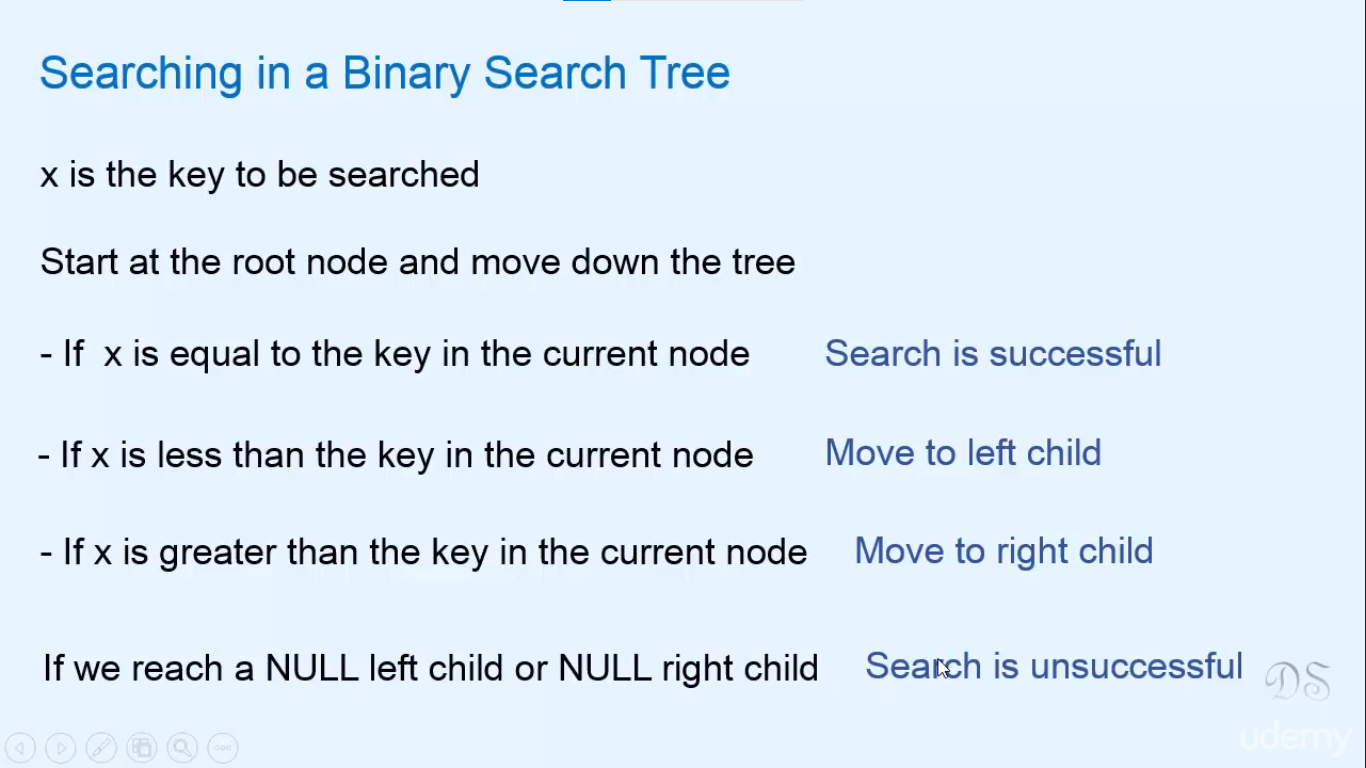 Searching in a Binary Search Tree
x is the key to be searched
Start at the root node and move down the tree
- If x is equal to the key in the current node Search is successful
- If x is less than the key in the current node Move to left child
- If x is greater than the key in the current node Move to right child
If we reach a NULL left child or NULL right child Search is unsuccessful
DS
udemy